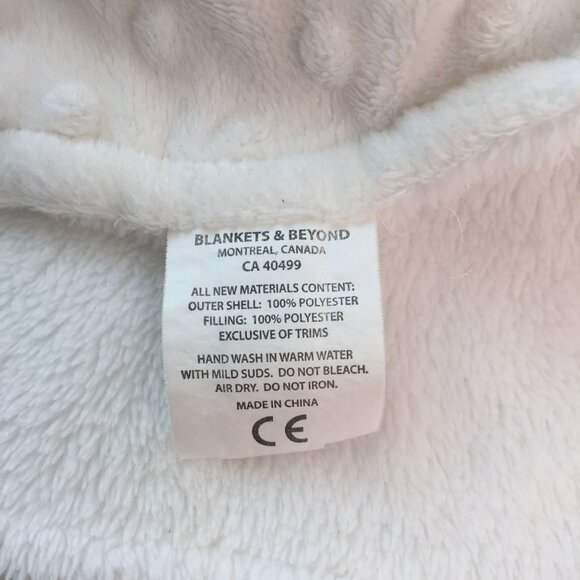 BLANKETS & BEYOND
MONTREAL, CANADA
CA 40499
ALL NEW MATERIALS CONTENT:
OUTER SHELL: 100% POLYESTER
FILLING: 100% POLYESTER
EXCLUSIVE OF TRIMS
HAND WASH IN WARM WATER
WITH MILD SUDS. DO NOT BLEACH.
AIR DRY. DO NOT IRON.
MADE IN CHINA
CE